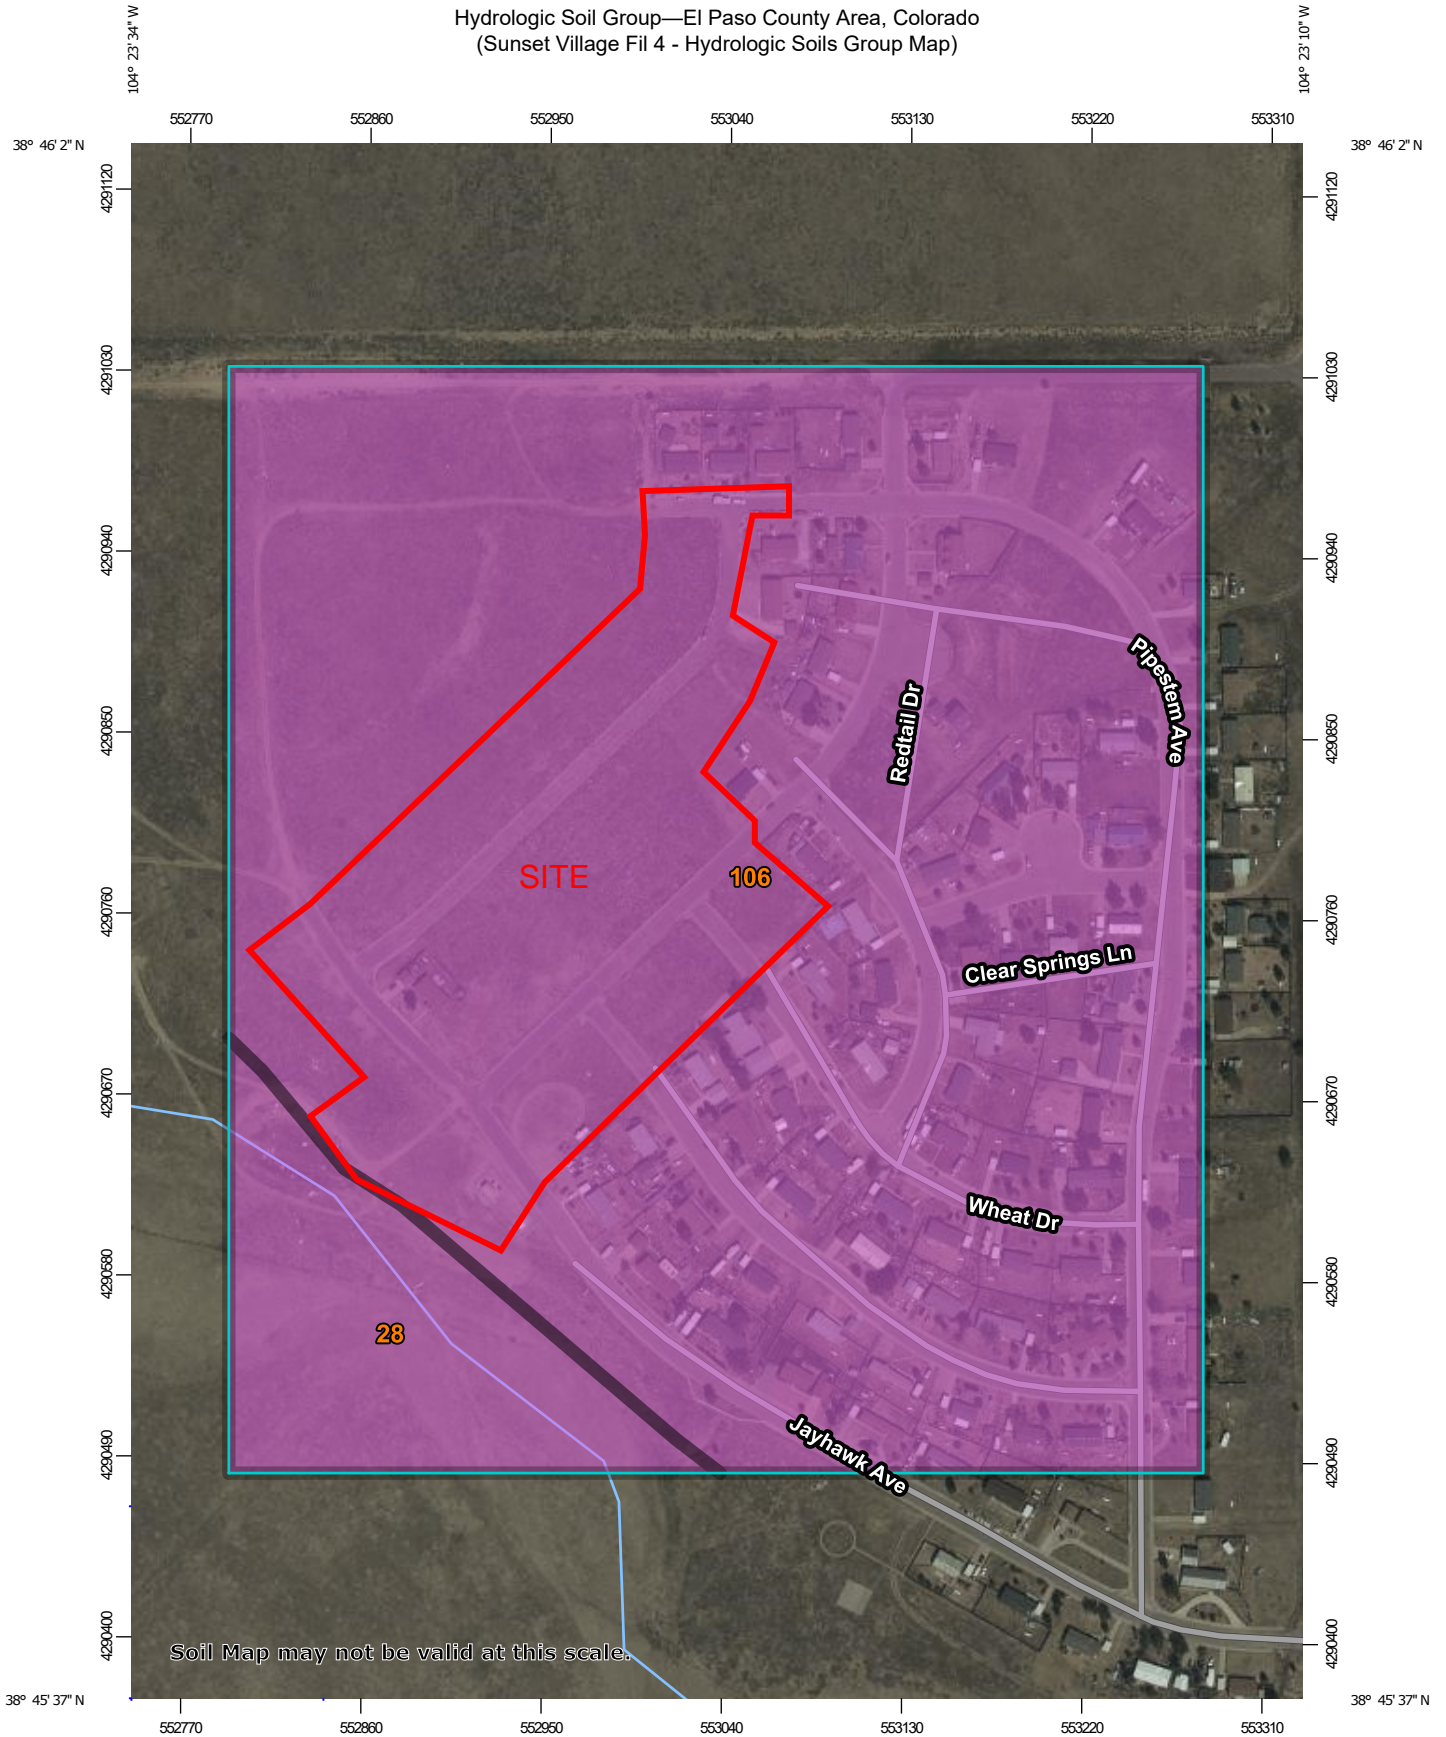 Hydrologic Soil Group—El Paso County Area, Colorado
(Sunset Village Fil 4 - Hydrologic Soils Group Map)
104° 23' 34" W
104° 23' 10" W
552770 552860 552950 553040 553130 553220 553310
38° 46' 2" N
38° 46' 2" N
4291120
4291120
4291030
4291030
4290940
4290940
Pipestem Ave
Redtail Dr
4290850
4290850
SITE
106
4290760
4290760
Clear Springs Ln
4290670
4290670
Wheat Dr
4290580
4290580
28
Jayhawk Ave
4290490
4290490
4290400
4290400
Soil Map may not be valid at this scale.
38° 45' 37" N
38° 45' 37" N
552770 552860 552950 553040 553130 553220 553310